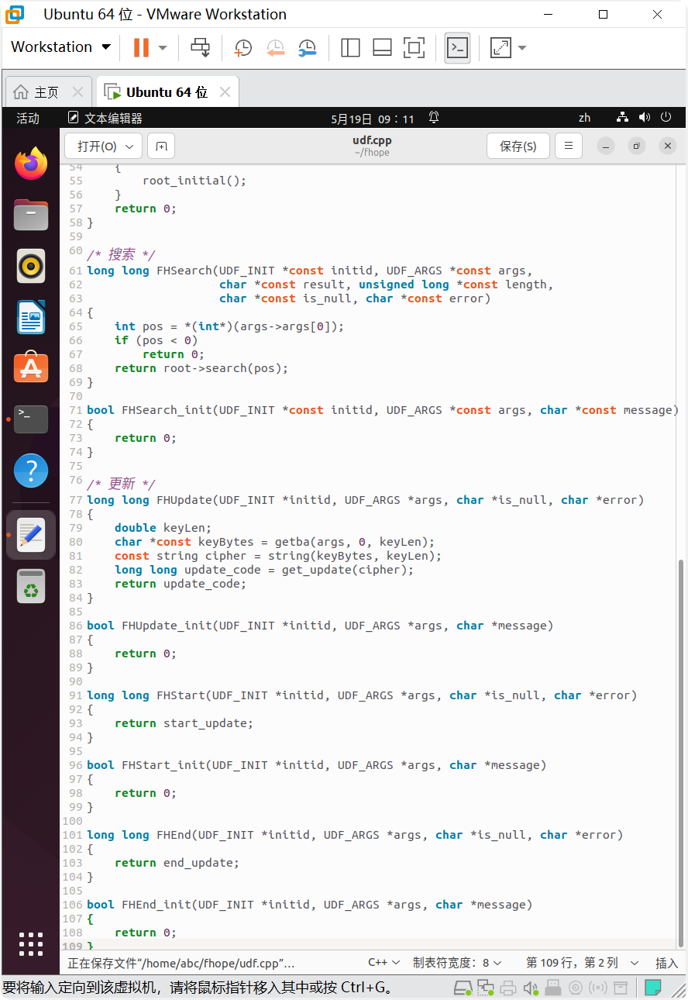 Ubuntu 64 位 - VMware Workstation
Workstation
主页
Ubuntu 64 位
活动
文本编辑器
5月19日 09：11
zh
打开(O)
udf.cpp
~/fhope
保存(S)
54     {
55         root_initial();
56     }
57     return 0;
58 }
59
60 /* 搜索 */
61 long long FHSearch(UDF_INIT *const initid, UDF_ARGS *const args,
62                    char *const result, unsigned long *const length,
63                    char *const is_null, char *const error)
64 {
65     int pos = *(int*)(args->args[0]);
66     if (pos < 0)
67         return 0;
68     return root->search(pos);
69 }
70
71 bool FHSearch_init(UDF_INIT *const initid, UDF_ARGS *const args, char *const message)
72 {
73     return 0;
74 }
75
76 /* 更新 */
77 long long FHUpdate(UDF_INIT *initid, UDF_ARGS *args, char *is_null, char *error)
78 {
79     double keyLen;
80     char *const keyBytes = getba(args, 0, keyLen);
81     const string cipher = string(keyBytes, keyLen);
82     long long update_code = get_update(cipher);
83     return update_code;
84 }
85
86 bool FHUpdate_init(UDF_INIT *initid, UDF_ARGS *args, char *message)
87 {
88     return 0;
89 }
90
91 long long FHStart(UDF_INIT *initid, UDF_ARGS *args, char *is_null, char *error)
92 {
93     return start_update;
94 }
95
96 bool FHStart_init(UDF_INIT *initid, UDF_ARGS *args, char *message)
97 {
98     return 0;
99 }
100
101 long long FHEnd(UDF_INIT *initid, UDF_ARGS *args, char *is_null, char *error)
102 {
103     return end_update;
104 }
105
106 bool FHEnd_init(UDF_INIT *initid, UDF_ARGS *args, char *message)
107 {
108     return 0;
109 }
正在保存文件“/home/abc/fhope/udf.cpp”…
C++
制表符宽度：8
第 109 行，第 2 列
插入
要将输入定向到该虚拟机，请将鼠标指针移入其中或按 Ctrl+G。